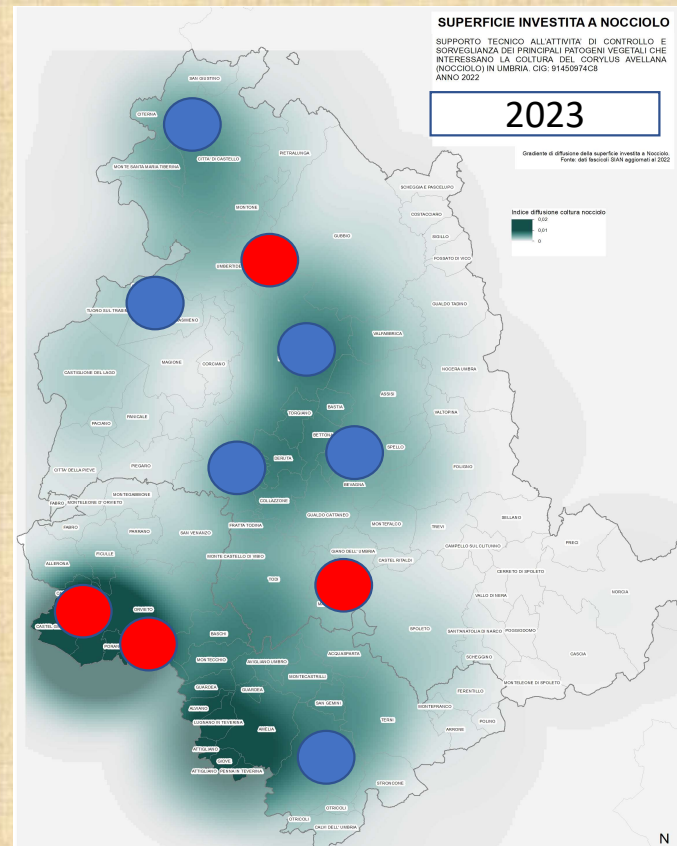 SUPERFICIE INVESTITA A NOCCIOLO
SUPPORTO TECNICO ALL'ATTIVITA' DI CONTROLLO E
SORVEGLIANZA DEI PRINCIPALI PATOGENI VEGETALI CHE
INTERESSANO LA COLTURA DEL CORYLUS AVELLANA
(NOCCIOLO) IN UMBRIA. CIG: 91450974C8
ANNO 2022
2023
Gradiente di diffusione della superficie investita a Nocciolo.
Fonte: dati fascicoli SIAN aggiornati al 2022
Indice diffusione coltura nocciolo
0,02
0,01
0
SAN GIUSTINO
CITERNA
CITTA' DI CASTELLO
PIETRALUNGA
MONTE SANTA MARIA TIBERINA
SCHEGGIA E PASCELUPO
MONTONE
COSTACCIARO
GUBBIO
SIGILLO
FOSSATO DI VICO
GUALDO TADINO
VALFABBRICA
MAGIONE
CORCIANO
NOCERA UMBRA
CASTIGLIONE DEL LAGO
ASSISI
BASTIA
TORGIANO
VALTOPINA
PANICALE
PACIANO
BETTONA
SPELLO
DERUTA
PIEGARO
CITTA' DELLA PIEVE
FOLIGNO
BEVAGNA
MONTEGABBIONE
FABRO
MONTELEONE D'ORVIETO
COLLAZZONE
GUALDO CATTANEO
SELLANO
FABRO
PARRANO
SAN VENANZO
FRATTA TODINA
MONTEFALCO
TREVI
PRECI
CAMPELLO SUL CLITUNNO
FICULLE
MONTE CASTELLO DI VIBIO
GIANO DELL'UMBRIA
CASTEL RITALDI
ALLERONA
CERRETO DI SPOLETO
TODI
VALLO DI NERA
NORCIA
ORVIETO
BASCHI
SPOLETO
SANT'ANATOLIA DI NARCO
POGGIODOMO
CASCIA
ACQUASPARTA
SCHEGGINO
MONTECCHIO
AVIGLIANO UMBRO
MONTECASTRILLI
MONTELEONE DI SPOLETO
GUARDEA
GUARDEA
FERENTILLO
ALVIANO
SAN GEMINI
MONTEFRANCO
LUGNANO IN TEVERINA
TERNI
POLINO
AMELIA
ARRONE
ATTIGLIANO
GIOVE
ATTIGLIANO
PENNA IN TEVERINA
STRONCONE
OTRICOLI
OTRICOLI
CALVI DELL'UMBRIA
N